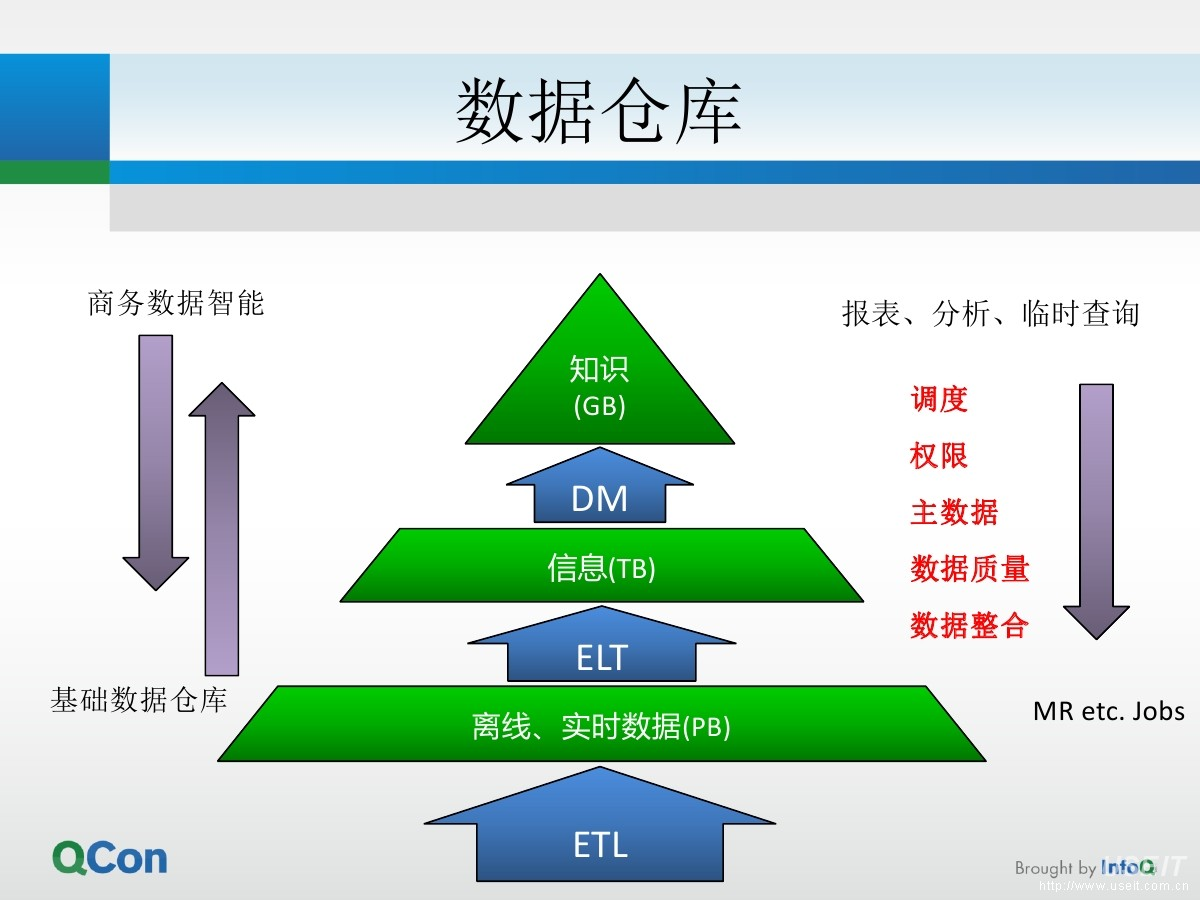 数据仓库
商务数据智能
报表、分析、临时查询
知识
(GB)
调度
权限
主数据
数据质量
数据整合
DM
信息(TB)
ELT
基础数据仓库
离线、实时数据(PB)
MR etc. Jobs
ETL
QCon
Brought by InfoQ
USEIT
http://www.useit.com.cn